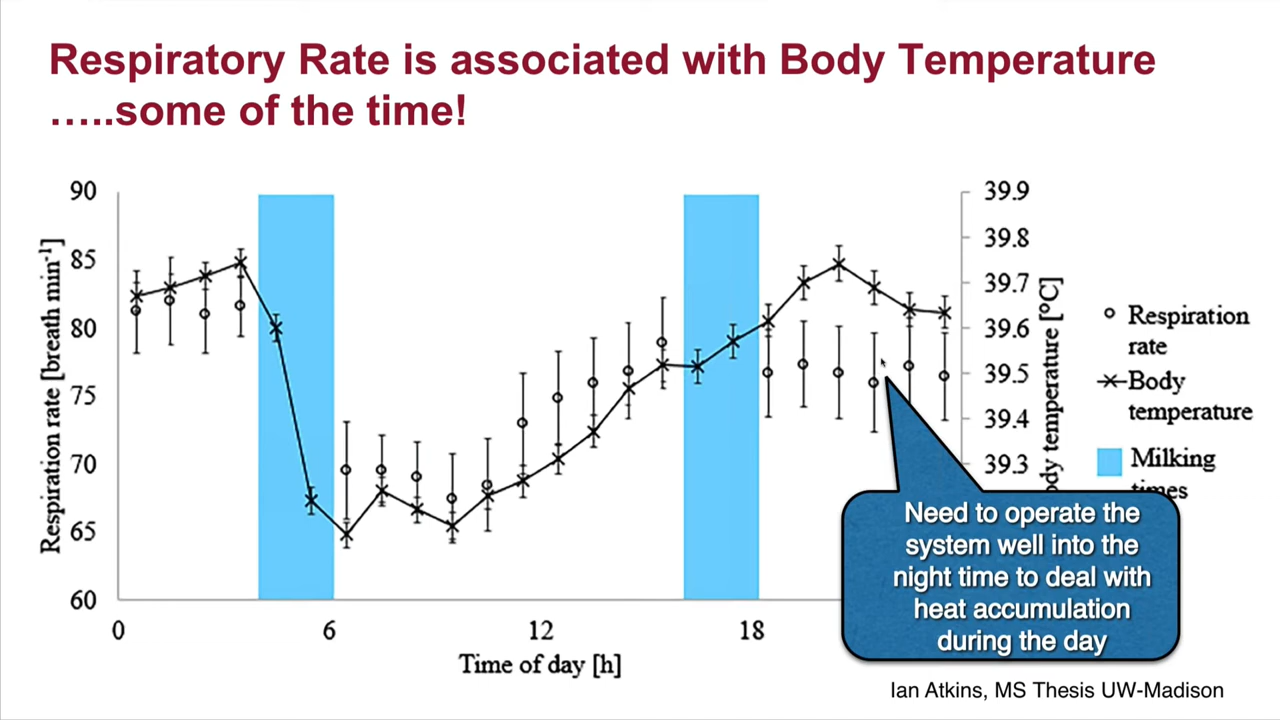 Respiratory Rate is associated with Body Temperature
…..some of the time!
90
85
80
75
70
65
60
Respiration rate [breath min-1]
0
6
12
18
Time of day [h]
39.9
39.8
39.7
39.6
39.5
39.4
39.3
temperature [°C]
Respiration
rate
Body
temperature
Milking
times
Need to operate the
system well into the
night time to deal with
heat accumulation
during the day
Ian Atkins, MS Thesis UW-Madison